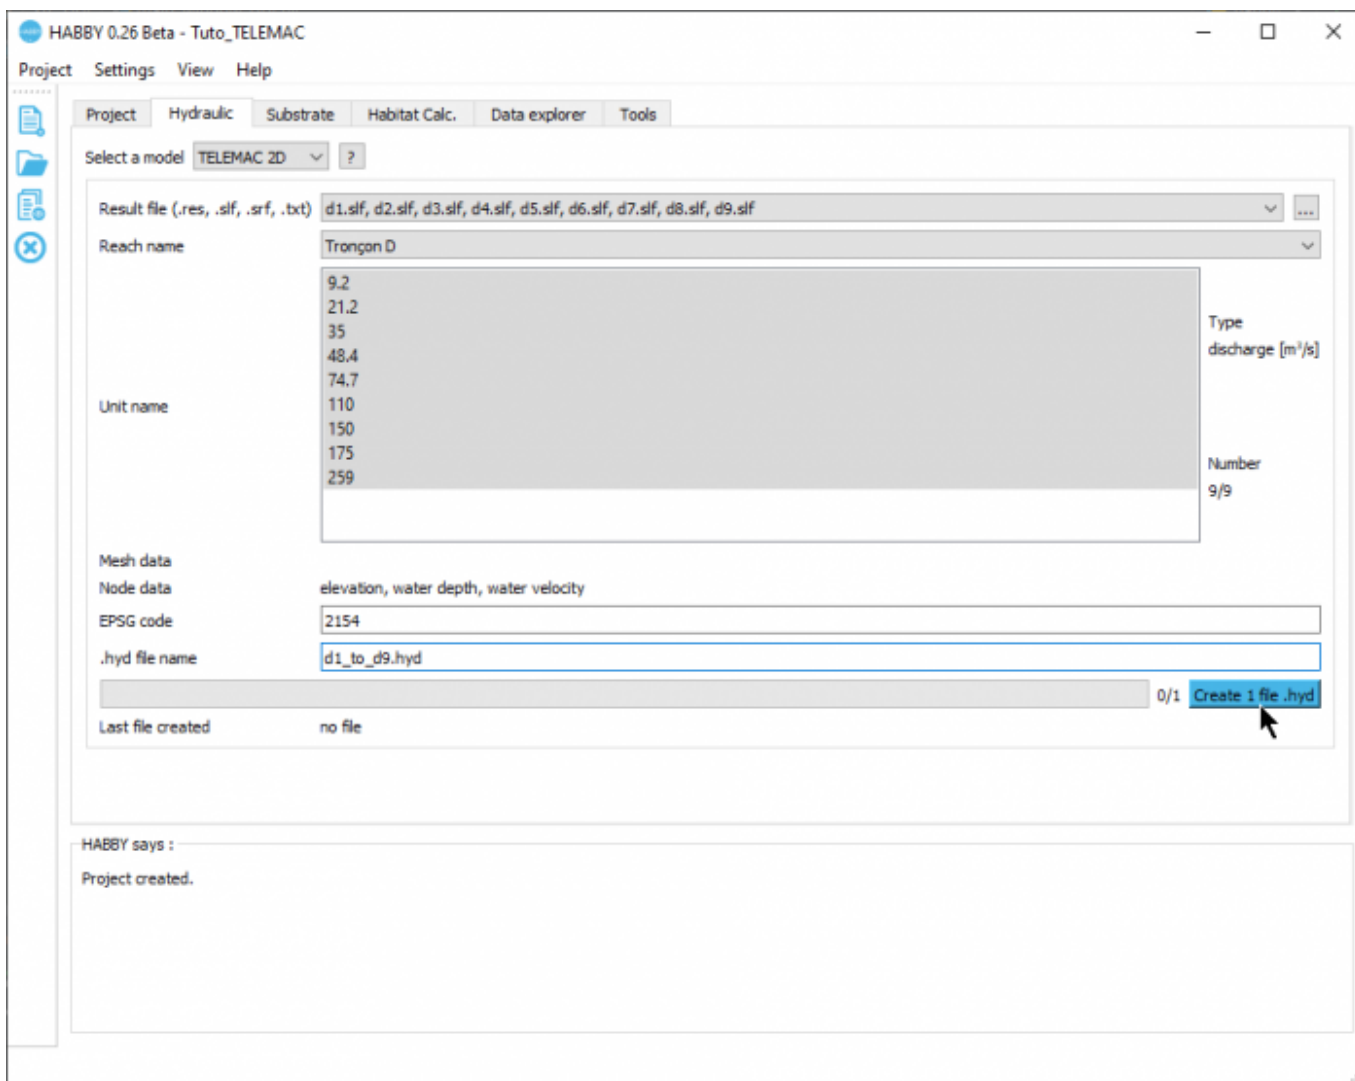 HABBY 0.26 Beta - Tuto_TELEMAC
Project Settings View Help
Project Hydraulic Substrate Habitat Calc. Data explorer Tools
Select a model TELEMAC 2D ?
Result file (.res, .slf, .srf, .txt) d1.slf, d2.slf, d3.slf, d4.slf, d5.slf, d6.slf, d7.slf, d8.slf, d9.slf ...
Reach name Tronçon D
9.2
21.2
35
48.4
74.7
110
150
175
259
Unit name
Type
discharge [m³/s]
Number
9/9
Mesh data
Node data elevation, water depth, water velocity
EPSG code 2154
.hyd file name d1_to_d9.hyd
0/1 Create 1 file .hyd
Last file created no file
HABBY says :
Project created.